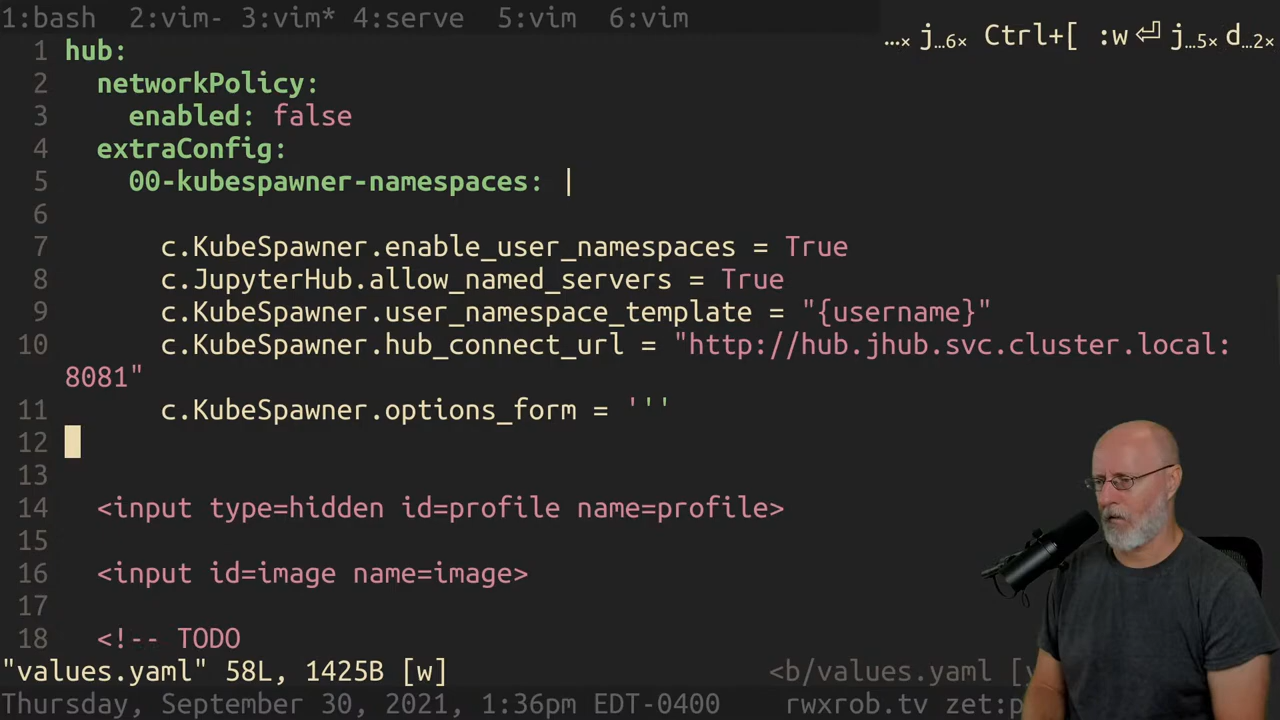 1:bash 2:vim- 3:vim* 4:serve 5:vim 6:vim
…× j…6× Ctrl+[ :w⏎ j…5× d…2×
1 hub:
2 networkPolicy:
3 enabled: false
4 extraConfig:
5 00-kubespawner-namespaces: |
6
7 c.KubeSpawner.enable_user_namespaces = True
8 c.JupyterHub.allow_named_servers = True
9 c.KubeSpawner.user_namespace_template = "{username}"
10 c.KubeSpawner.hub_connect_url = "http://hub.jhub.svc.cluster.local:
8081"
11 c.KubeSpawner.options_form = '''
12
13
14 <input type=hidden id=profile name=profile>
15
16 <input id=image name=image>
17
18 <!-- TODO
"values.yaml" 58L, 1425B [w] <b/values.yaml
Thursday, September 30, 2021, 1:36pm EDT-0400 rwxrob.tv